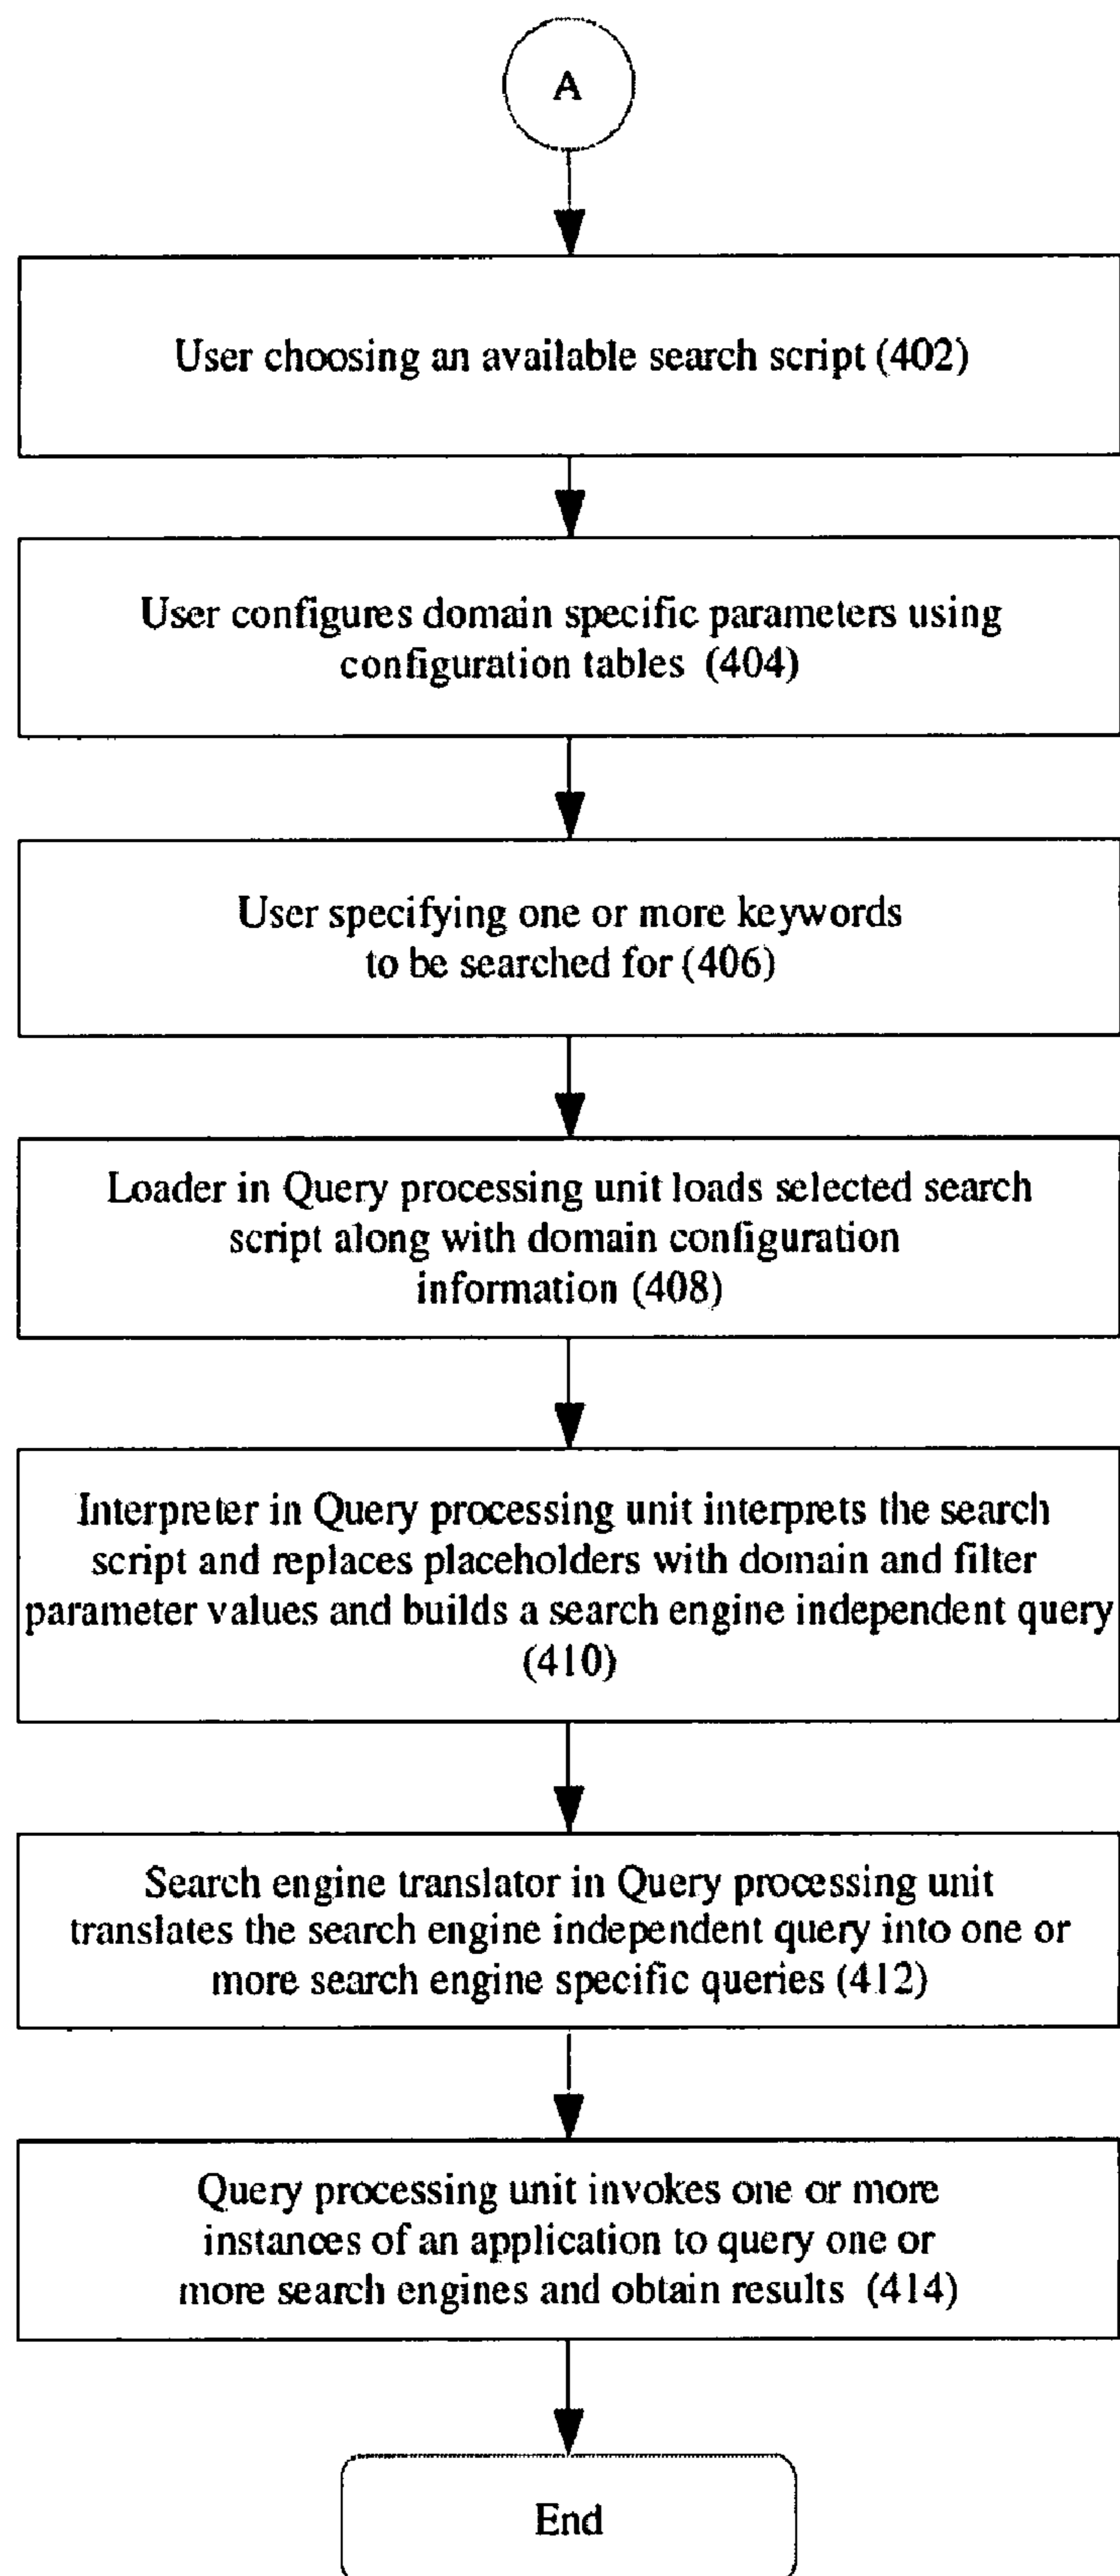 A
User choosing an available search script (402)
User configures domain specific parameters using
configuration tables (404)
User specifying one or more keywords
to be searched for (406)
Loader in Query processing unit loads selected search
script along with domain configuration
information (408)
Interpreter in Query processing unit interprets the search
script and replaces placeholders with domain and filter
parameter values and builds a search engine independent query
(410)
Search engine translator in Query processing unit
translates the search engine independent query into one or
more search engine specific queries (412)
Query processing unit invokes one or more
instances of an application to query one or
more search engines and obtain results (414)
End